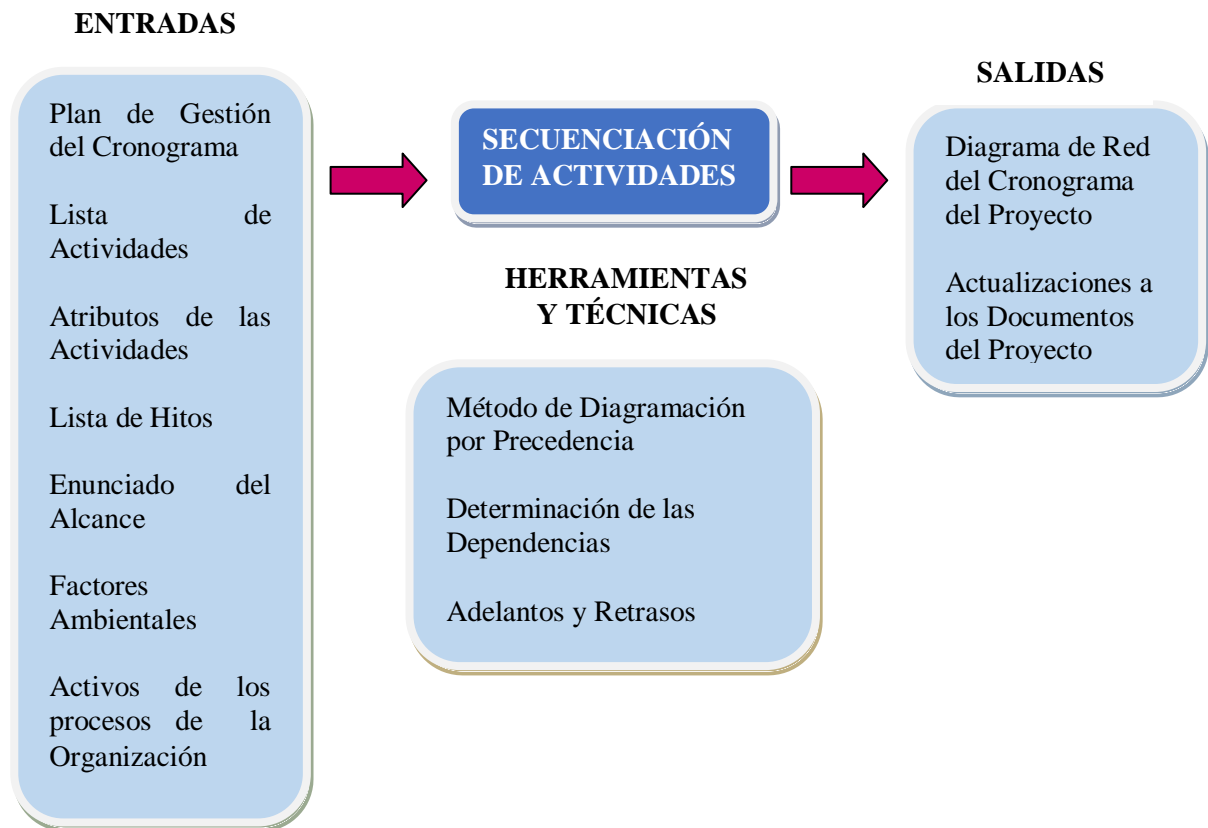 ENTRADAS
Plan de Gestión
del Cronograma
Lista de
Actividades
Atributos de las
Actividades
Lista de Hitos
Enunciado del
Alcance
Factores
Ambientales
Activos de los
procesos de la
Organización
SECUENCIACIÓN
DE ACTIVIDADES
HERRAMIENTAS
Y TÉCNICAS
Método de Diagramación
por Precedencia
Determinación de las
Dependencias
Adelantos y Retrasos
SALIDAS
Diagrama de Red
del Cronograma
del Proyecto
Actualizaciones a
los Documentos
del Proyecto